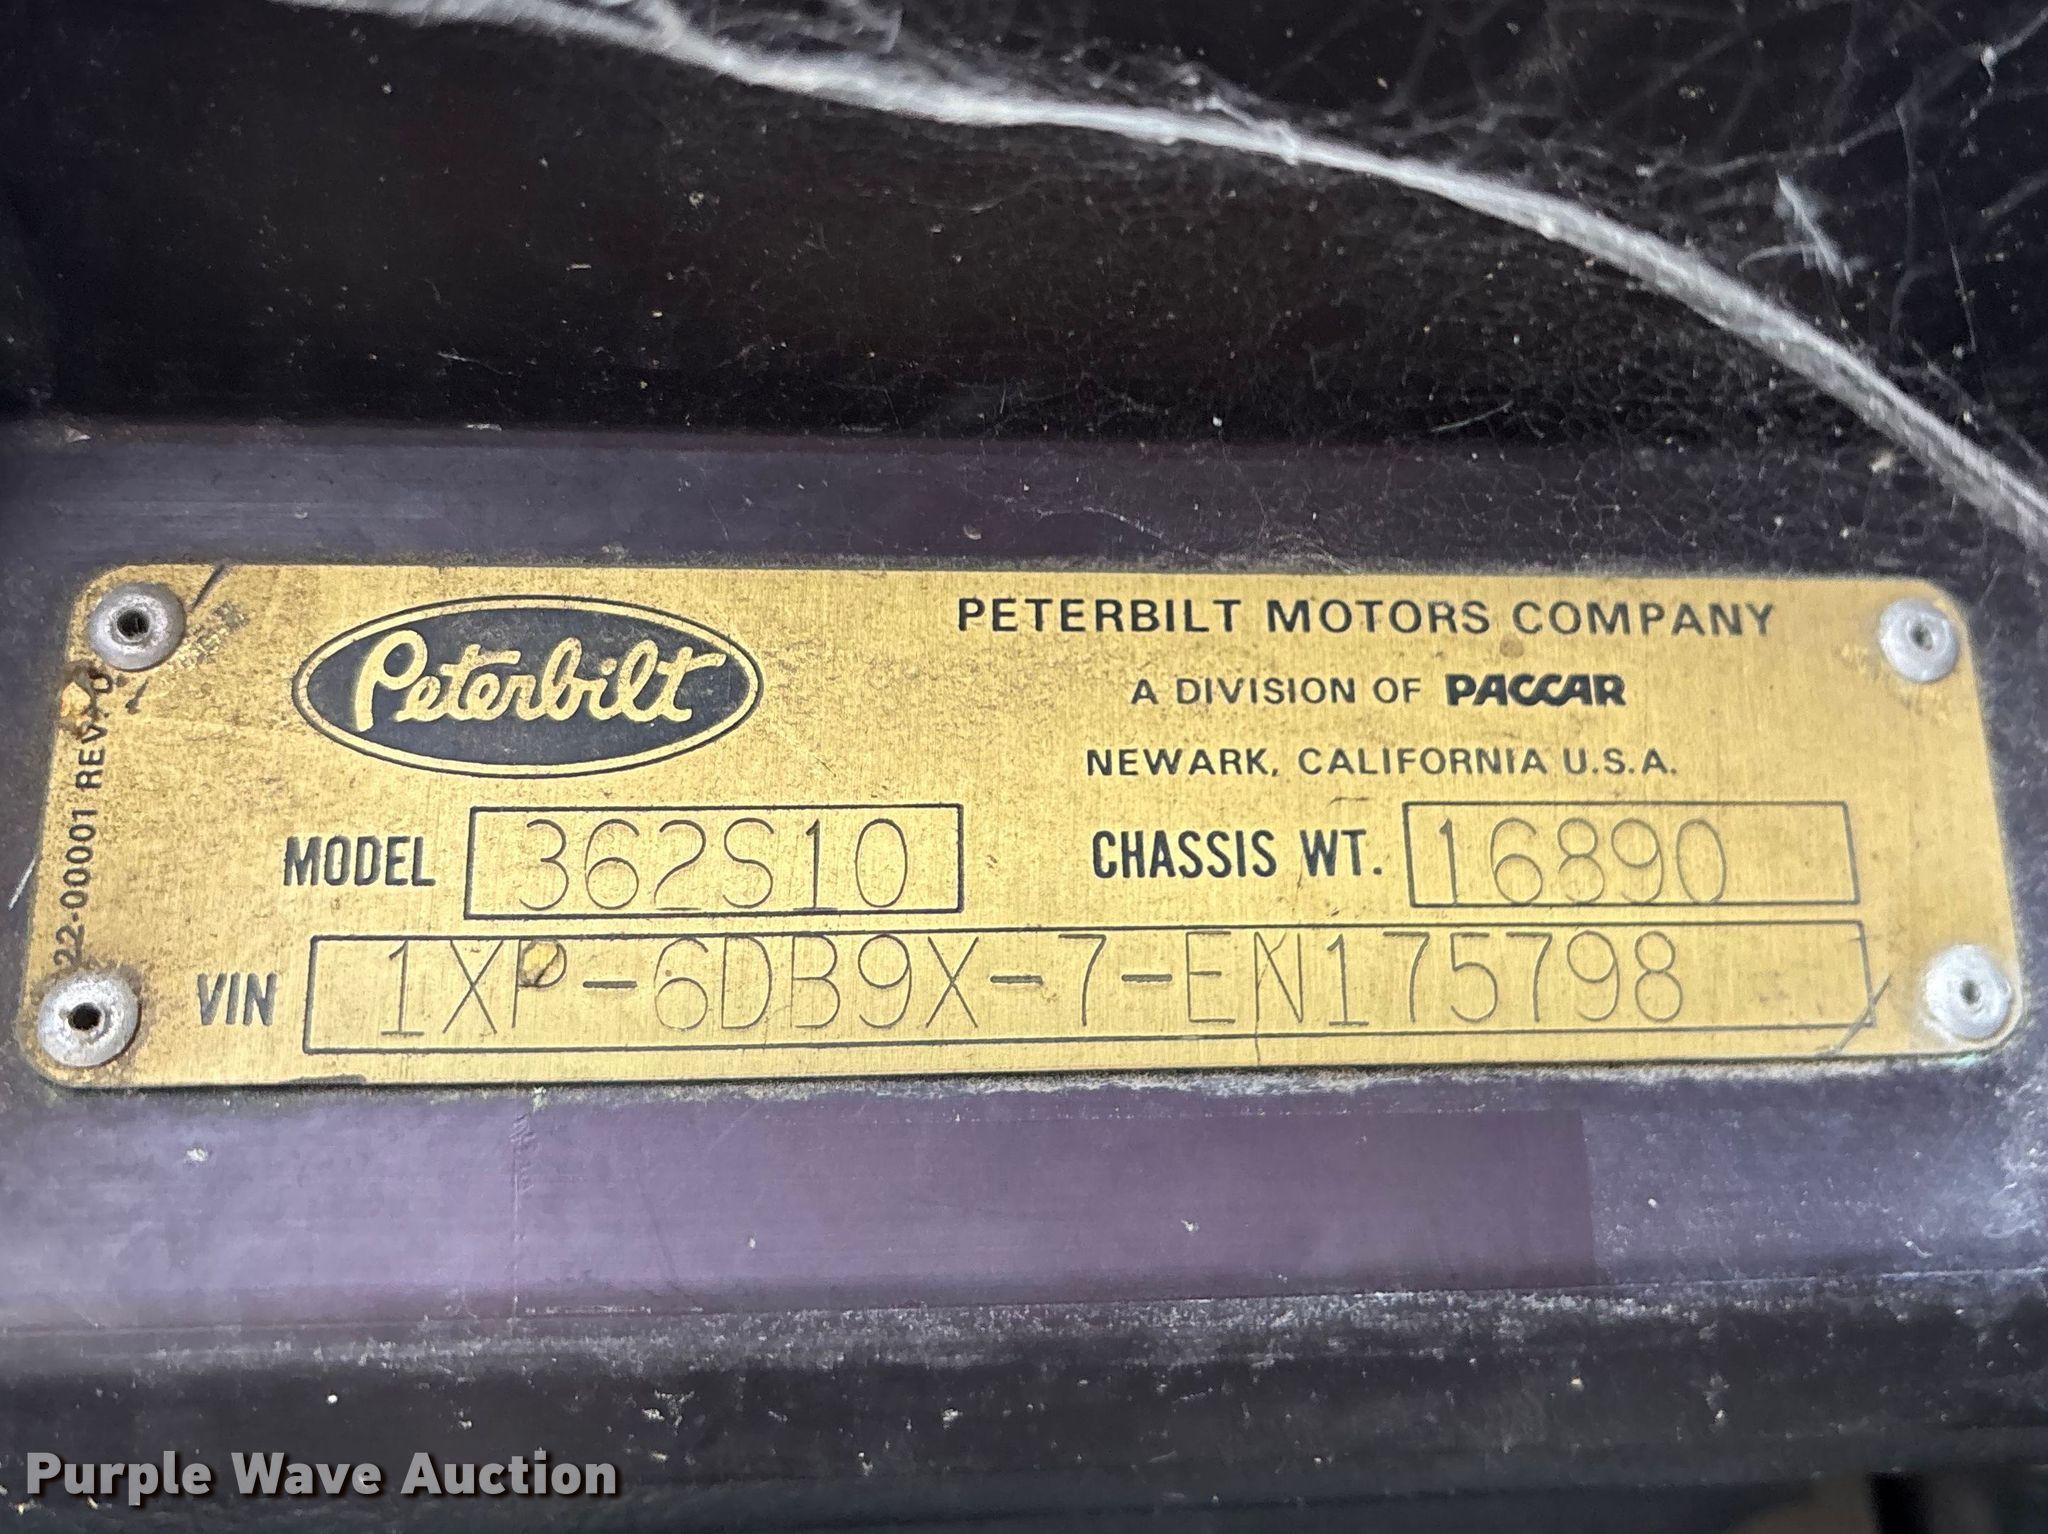 Peterbilt
PETERBILT MOTORS COMPANY
A DIVISION OF PACCAR
NEWARK, CALIFORNIA U.S.A.
MODEL 362S10
CHASSIS WT. 16890
VIN 1XP-6DB9X-7-EN175798
22-00001 REV.
Purple Wave Auction